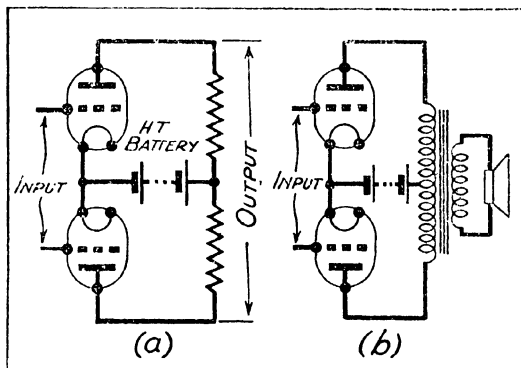 HT
BATTERY
INPUT
OUTPUT
(a)
INPUT
(b)